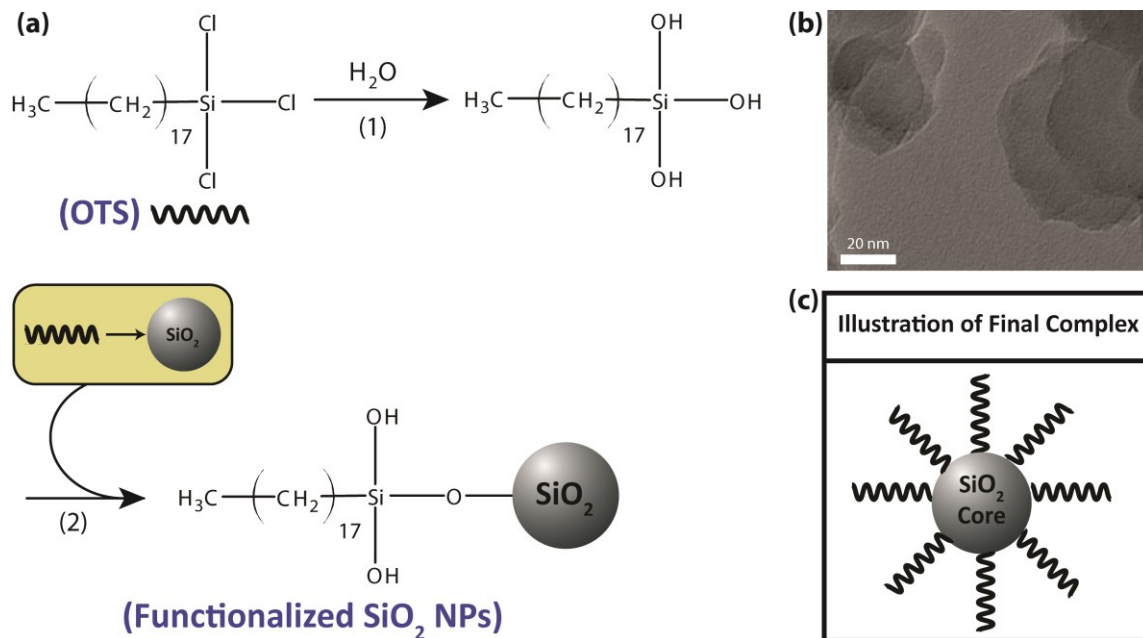 (a)
Cl
H₃C—(CH₂)₁₇—Si—Cl
Cl
H₂O
(1)
OH
H₃C—(CH₂)₁₇—Si—OH
OH
(OTS)
SiO₂
(2)
OH
H₃C—(CH₂)₁₇—Si—O—SiO₂
OH
(Functionalized SiO₂ NPs)
(b)
20 nm
(c)
Illustration of Final Complex
SiO₂
Core